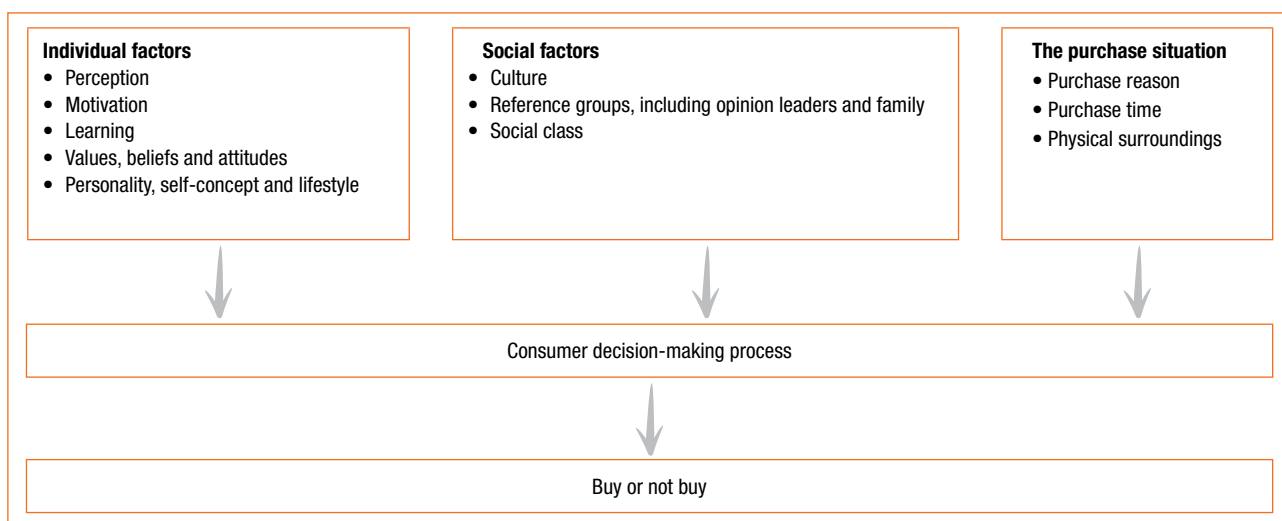 Individual factors
• Perception
• Motivation
• Learning
• Values, beliefs and attitudes
• Personality, self-concept and lifestyle
Social factors
• Culture
• Reference groups, including opinion leaders and family
• Social class
The purchase situation
• Purchase reason
• Purchase time
• Physical surroundings
Consumer decision-making process
Buy or not buy